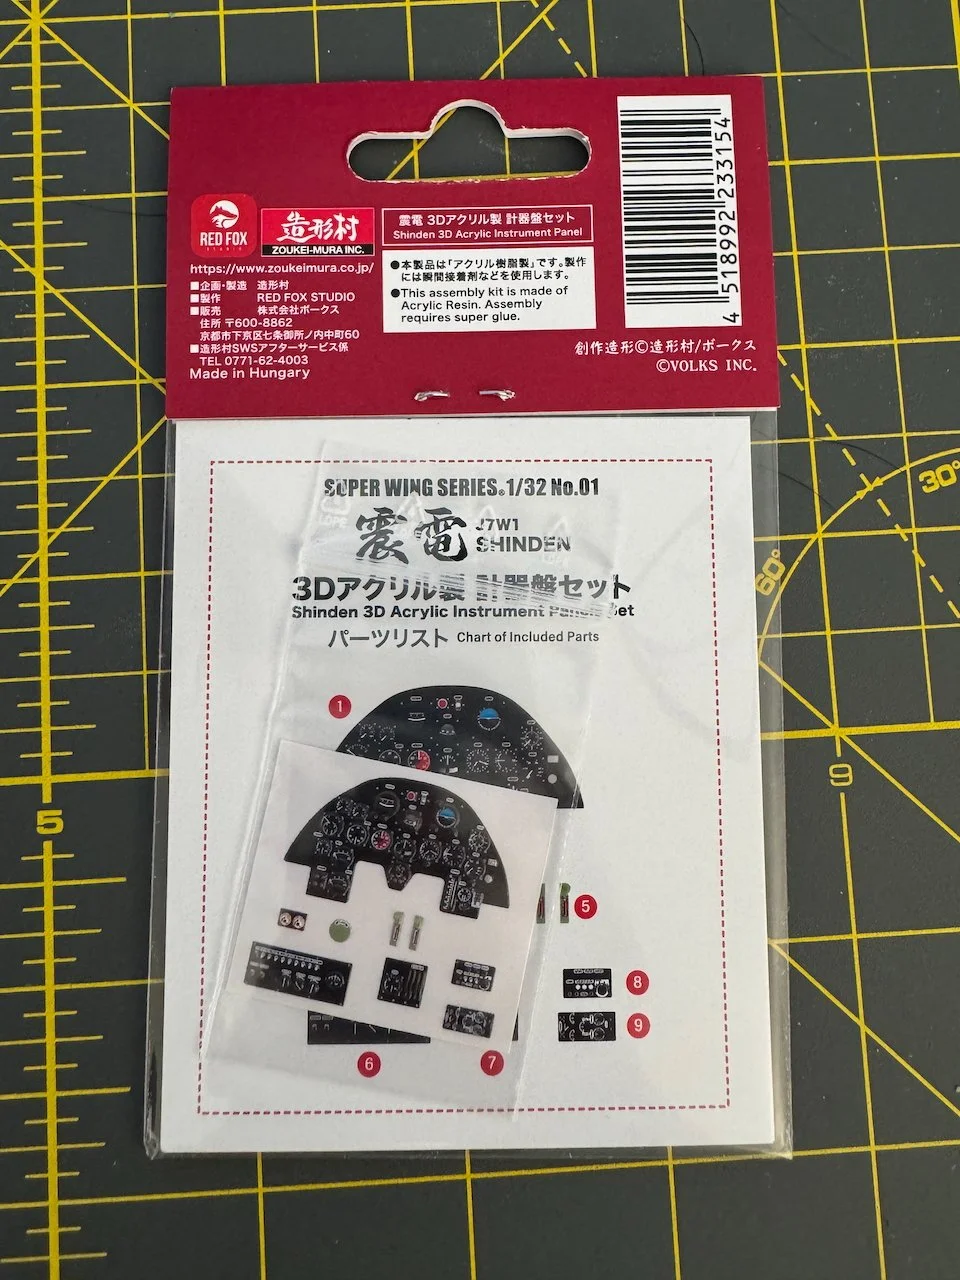 RED FOX
STUDIO
造形村
ZOUKEI-MURA INC.
https://www.zoukeimura.co.jp/
■企画・製造 造形村
■製作 RED FOX STUDIO
■販売 株式会社ボークス
住所 〒600-8862
京都市下京区七条御所ノ内中町60
■造形村SWSアフターサービス係
TEL 0771-62-4003
Made in Hungary
震電 3Dアクリル製 計器盤セット
Shinden 3D Acrylic Instrument Panel
●本製品は「アクリル樹脂製」です。製作
には瞬間接着剤などを使用します。
●This assembly kit is made of
Acrylic Resin. Assembly
requires super glue.
4 518992 233154
創作造形©造形村/ボークス
©VOLKS INC.
SUPER WING SERIES®1/32 No.01
震電 J7W1
SHINDEN
LDPE
3Dアクリル製 計器盤セット
Shinden 3D Acrylic Instrument Panels Set
パーツリスト Chart of Included Parts
1
5
8
9
6
7
5
9
30°
60°